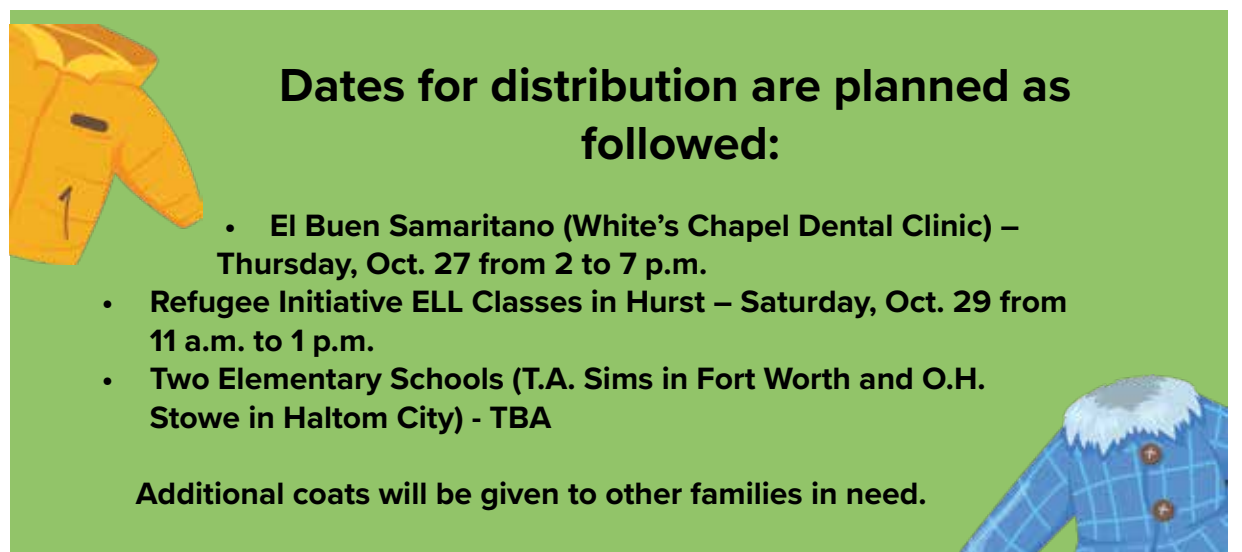 Dates for distribution are planned as
followed:
• El Buen Samaritano (White’s Chapel Dental Clinic) –
Thursday, Oct. 27 from 2 to 7 p.m.
• Refugee Initiative ELL Classes in Hurst – Saturday, Oct. 29 from
11 a.m. to 1 p.m.
• Two Elementary Schools (T.A. Sims in Fort Worth and O.H.
Stowe in Haltom City) - TBA
Additional coats will be given to other families in need.